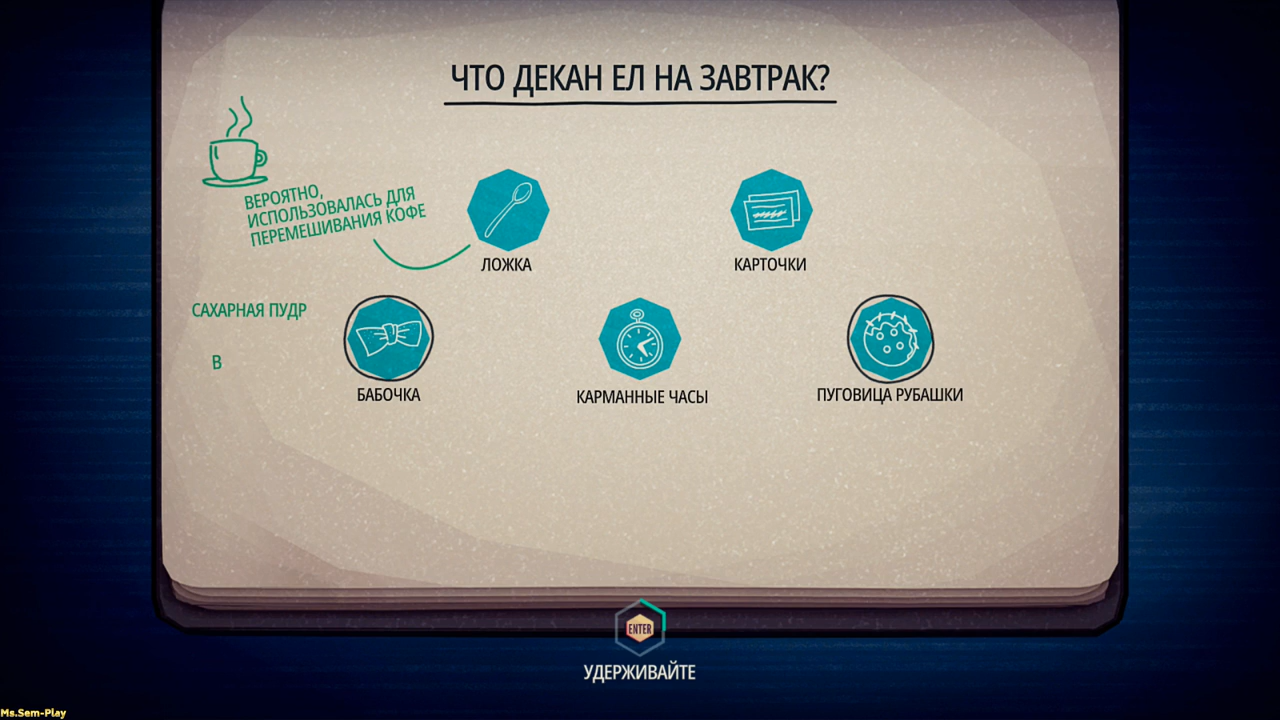 ЧТО ДЕКАН ЕЛ НА ЗАВТРАК?
ВЕРОЯТНО,
ИСПОЛЬЗОВАЛАСЬ ДЛЯ
ПЕРЕМЕШИВАНИЯ КОФЕ
ЛОЖКА
КАРТОЧКИ
САХАРНАЯ ПУДР
В
БАБОЧКА
КАРМАННЫЕ ЧАСЫ
ПУГОВИЦА РУБАШКИ
ENTER
УДЕРЖИВАЙТЕ
Ms.Sem-Play